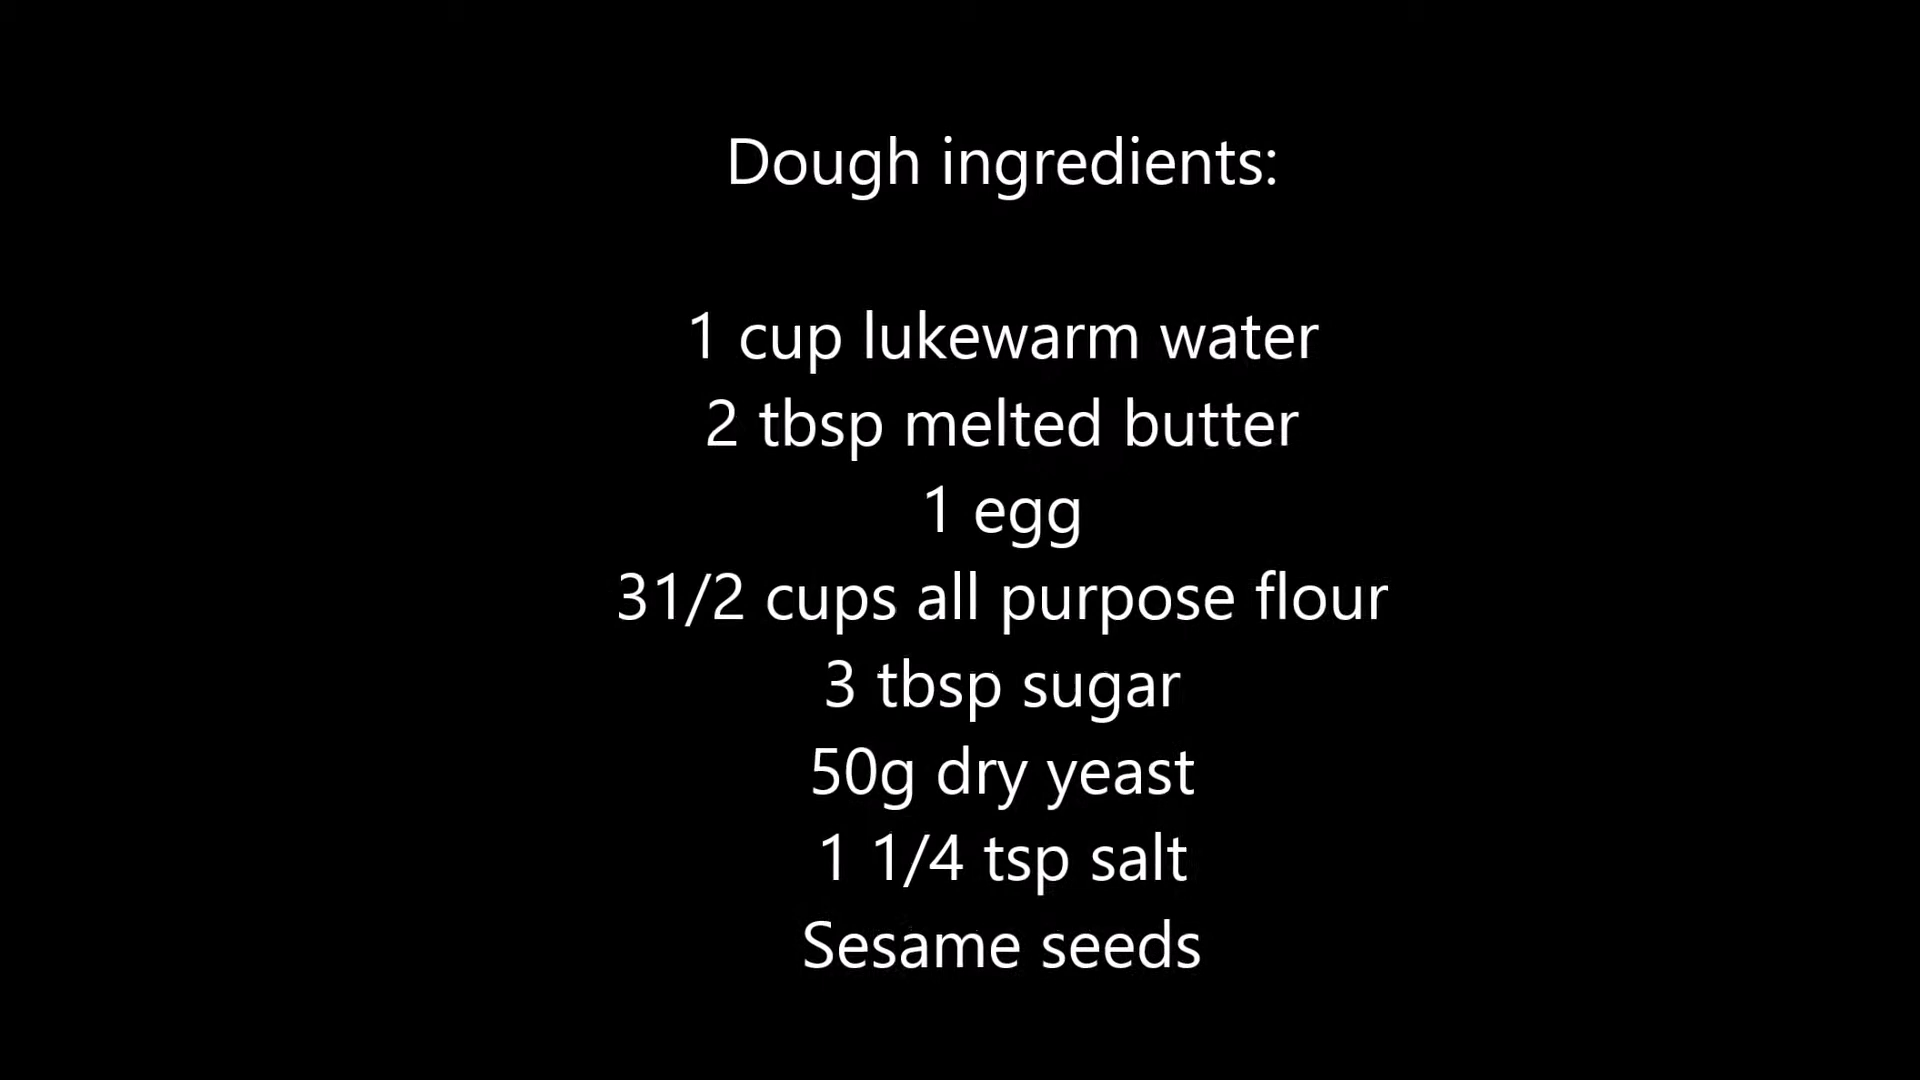 Dough ingredients:
1 cup lukewarm water
2 tbsp melted butter
1 egg
31/2 cups all purpose flour
3 tbsp sugar
50g dry yeast
1 1/4 tsp salt
Sesame seeds